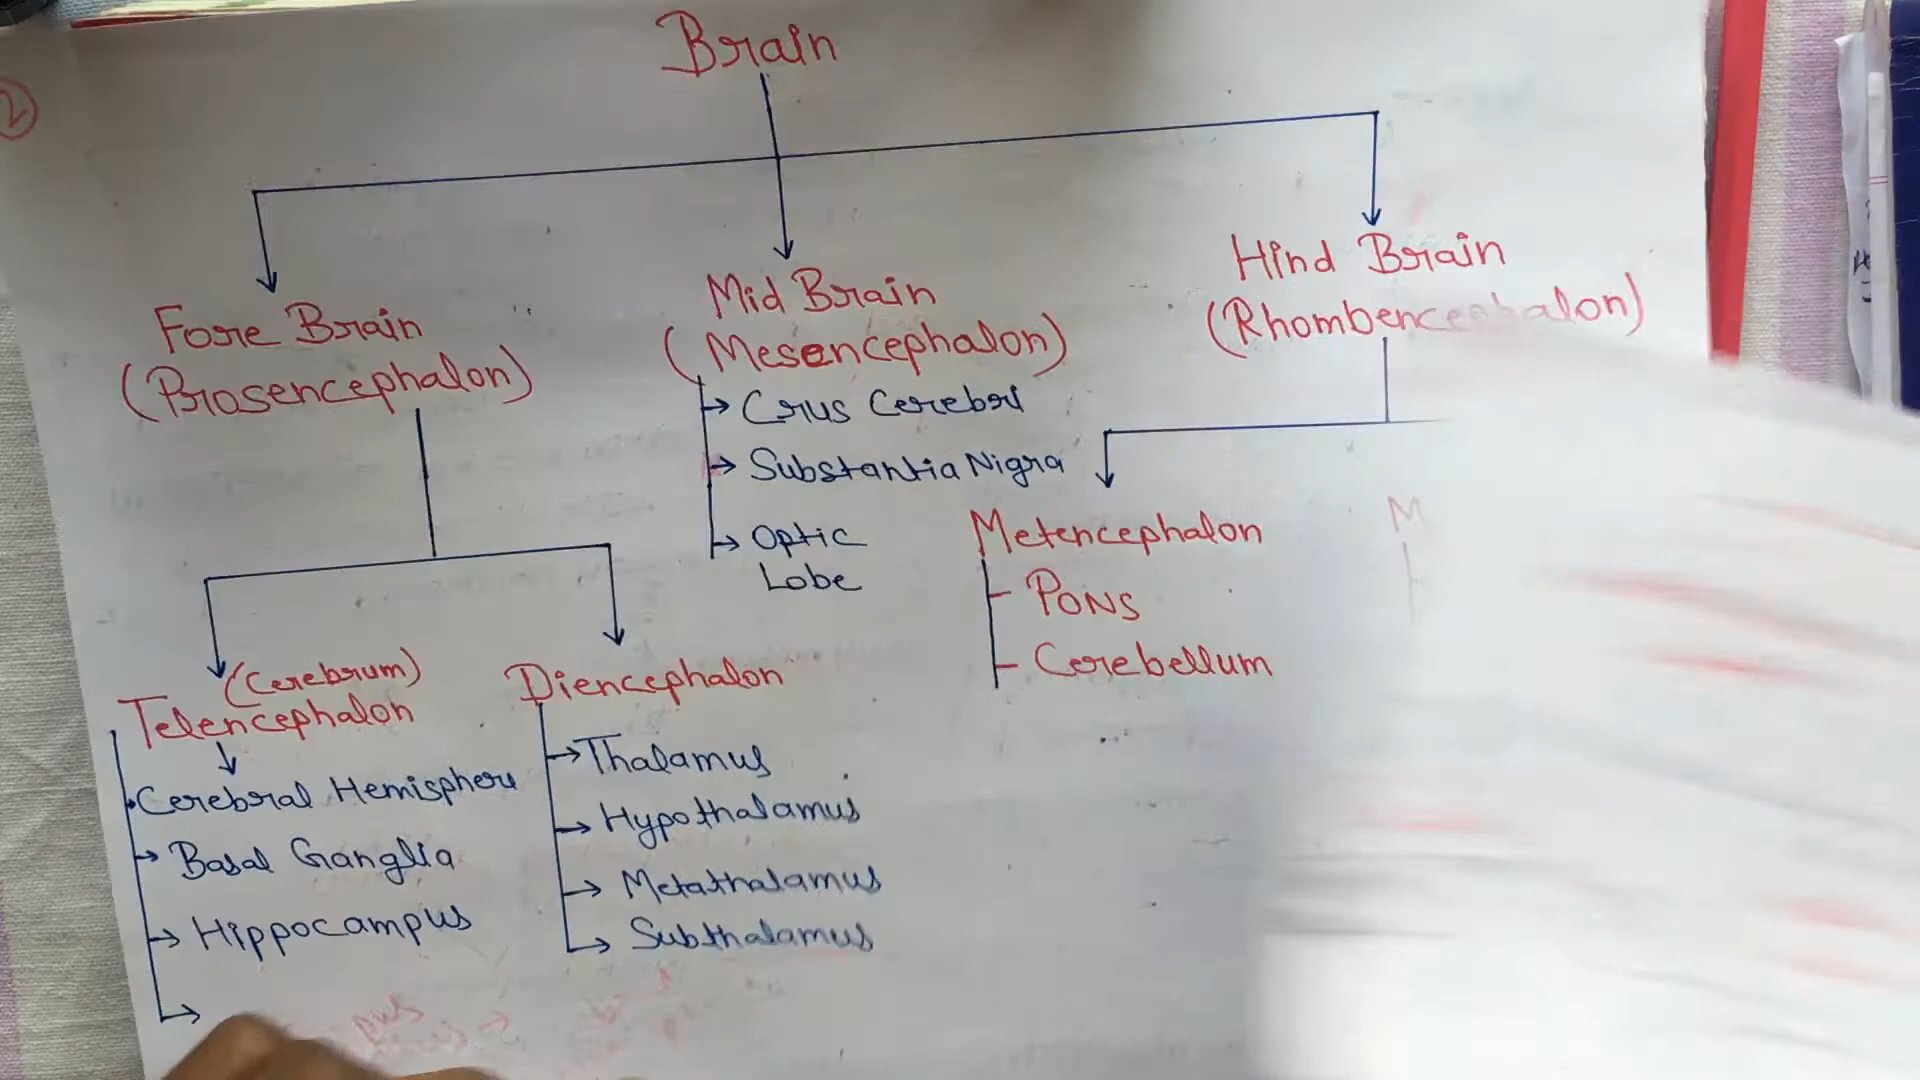 2
Brain
Fore Brain
(Prosencephalon)
Mid Brain
(Mesencephalon)
Crus Cerebri
Substantia Nigra
Optic
Lobe
Hind Brain
(Rhombencephalon)
Metencephalon
Pons
Cerebellum
M
(Cerebrum)
Telencephalon
Cerebral Hemisphere
Basal Ganglia
Hippocampus
Diencephalon
Thalamus
Hypothalamus
Metathalamus
Subthalamus